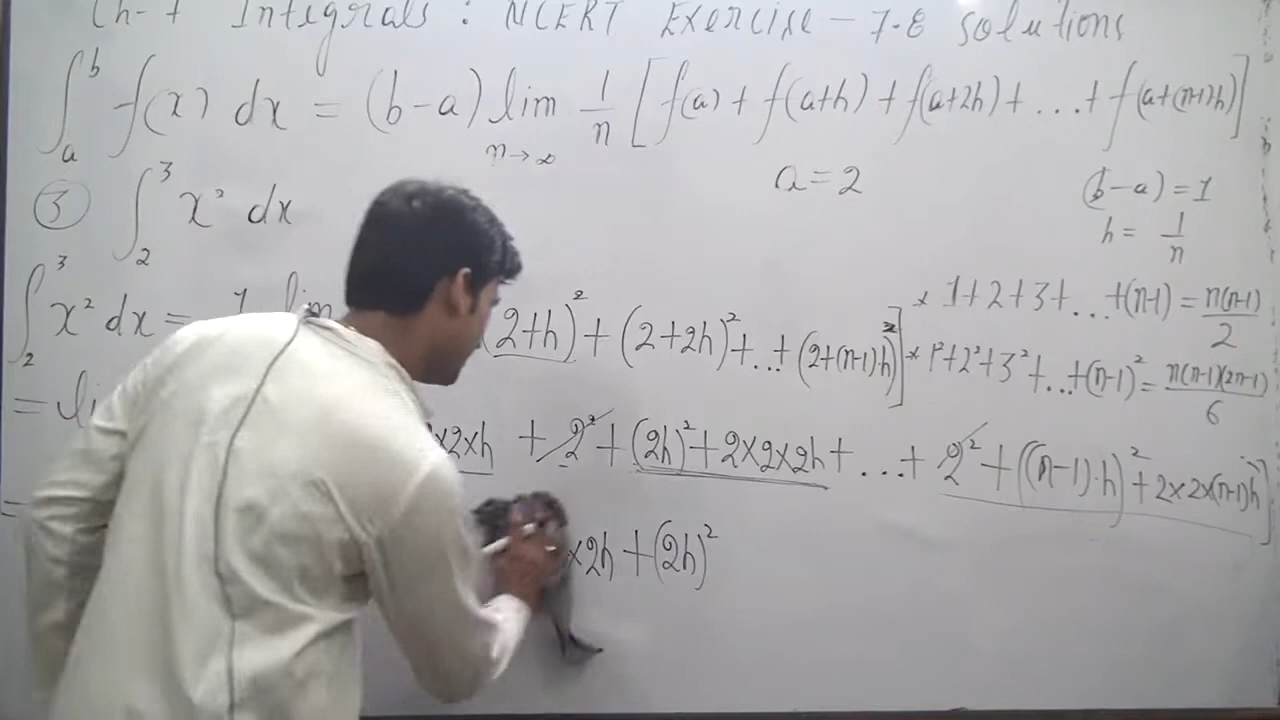 Ch-7 Integrals : NCERT Exercise - 7.8 Solutions
∫_a^b f(x) dx = (b-a) lim_{n→∞} 1/n [f(a) + f(a+h) + f(a+2h) + ... + f(a+(n-1)h)]
a = 2
(b-a) = 1
③ ∫_2^3 x² dx
h = 1/n
∫_2^3 x² dx = 1 lim (2+h)² + (2+2h)² + .. + (2+(n-1)·h)²]
* 1+2+3+...+(n-1) = n(n-1)/2
* 1²+2²+3²+..+(n-1)² = n(n-1)(2n-1)/6
= li
×2×h + 2² + (2h)² + 2×2×2h + ... + 2² + ((n-1)·h)² + 2×2×(n-1)h]
=
×2h + (2h)²